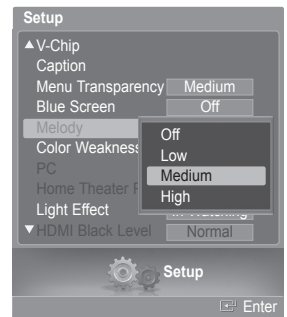 Setup
▲V-Chip
Caption
Menu Transparency Medium
Blue Screen Off
Melody
Off
Low
Medium
High
Color Weakness
PC
Home Theater
Light Effect
▼HDMI Black Level Normal
Setup
Enter